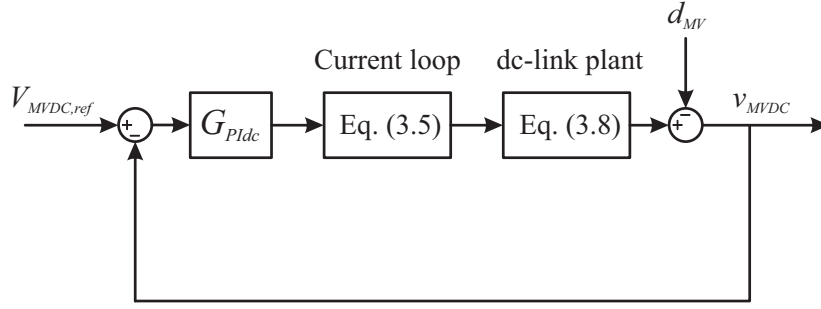 d_MV
Current loop dc-link plant
V_MVDC,ref
+
−
G_PIdc
Eq. (3.5)
Eq. (3.8)
−
+
v_MVDC